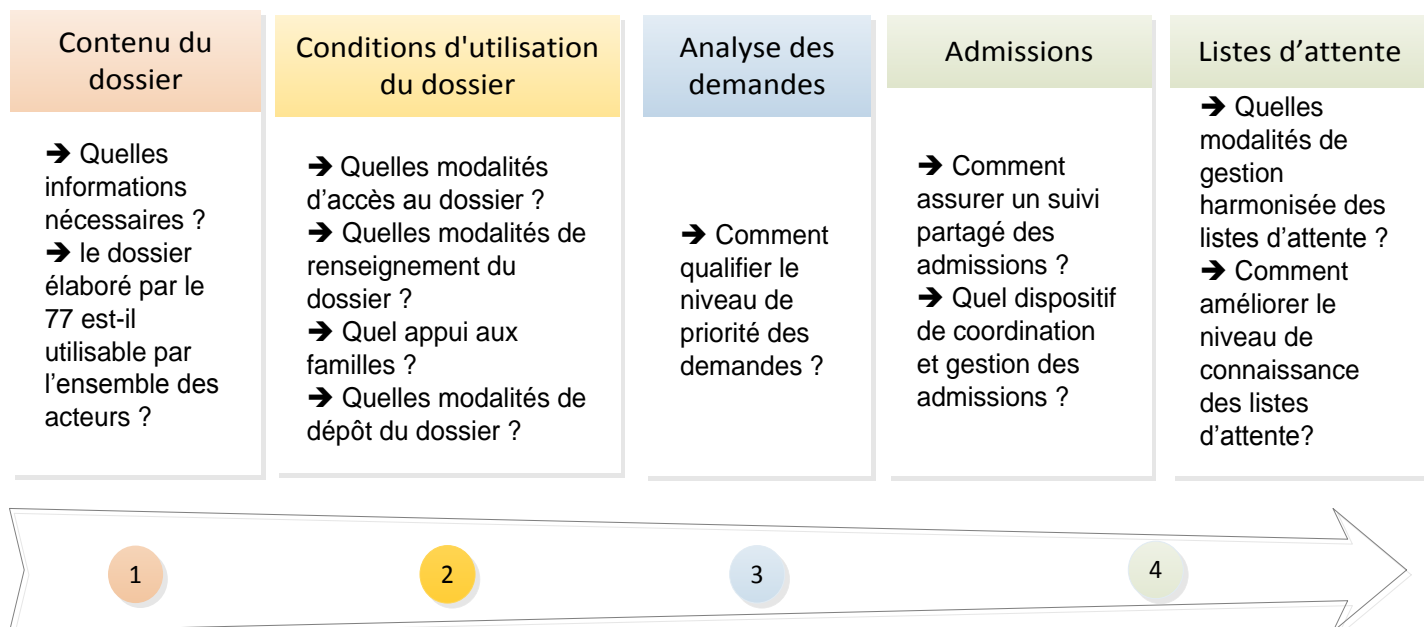 Contenu du
dossier
➔ Quelles
informations
nécessaires ?
➔ le dossier
élaboré par le
77 est-il
utilisable par
l’ensemble des
acteurs ?
Conditions d'utilisation
du dossier
➔ Quelles modalités
d’accès au dossier ?
➔ Quelles modalités de
renseignement du
dossier ?
➔ Quel appui aux
familles ?
➔ Quelles modalités de
dépôt du dossier ?
Analyse des
demandes
➔ Comment
qualifier le
niveau de
priorité des
demandes ?
Admissions
➔ Comment
assurer un suivi
partagé des
admissions ?
➔ Quel dispositif
de coordination
et gestion des
admissions ?
Listes d’attente
➔ Quelles
modalités de
gestion
harmonisée des
listes d’attente ?
➔ Comment
améliorer le
niveau de
connaissance
des listes
d’attente?
1
2
3
4